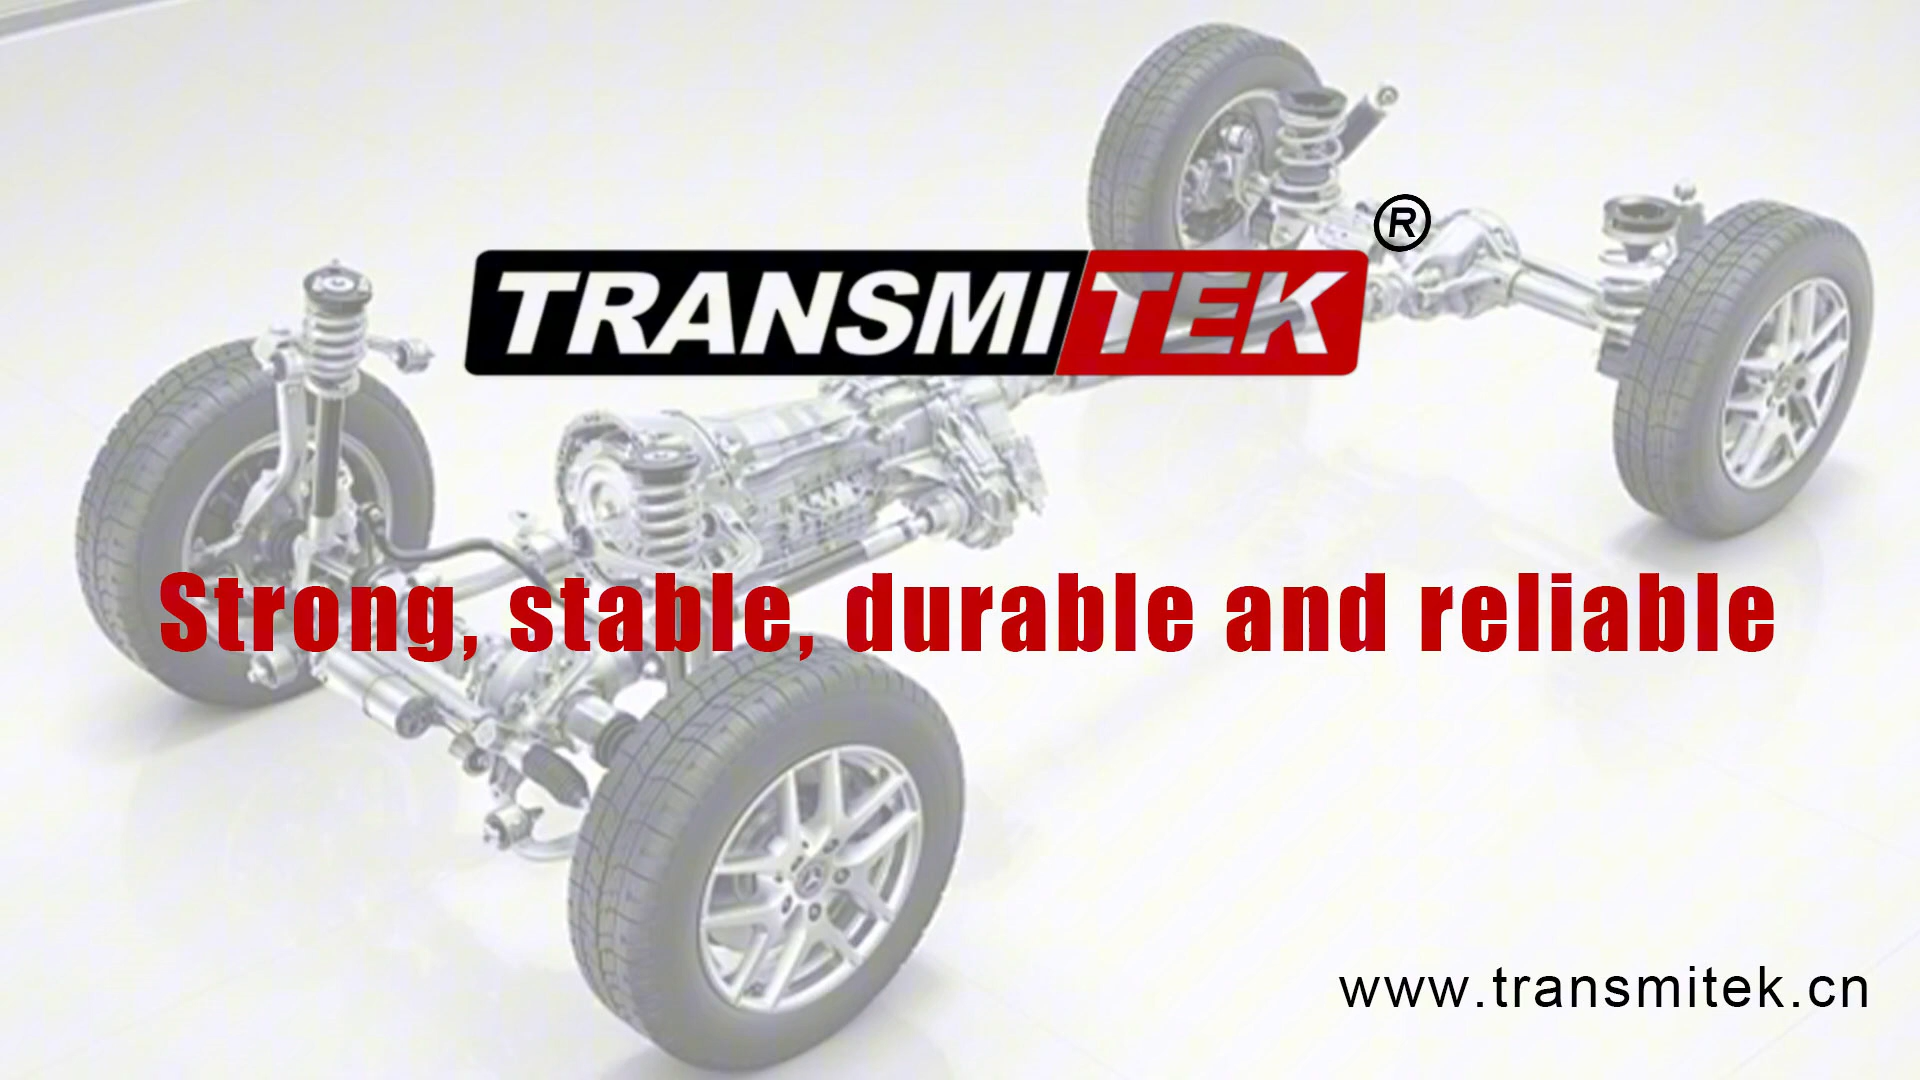 TRANSMITEK®
Strong, stable, durable and reliable
www.transmitek.cn